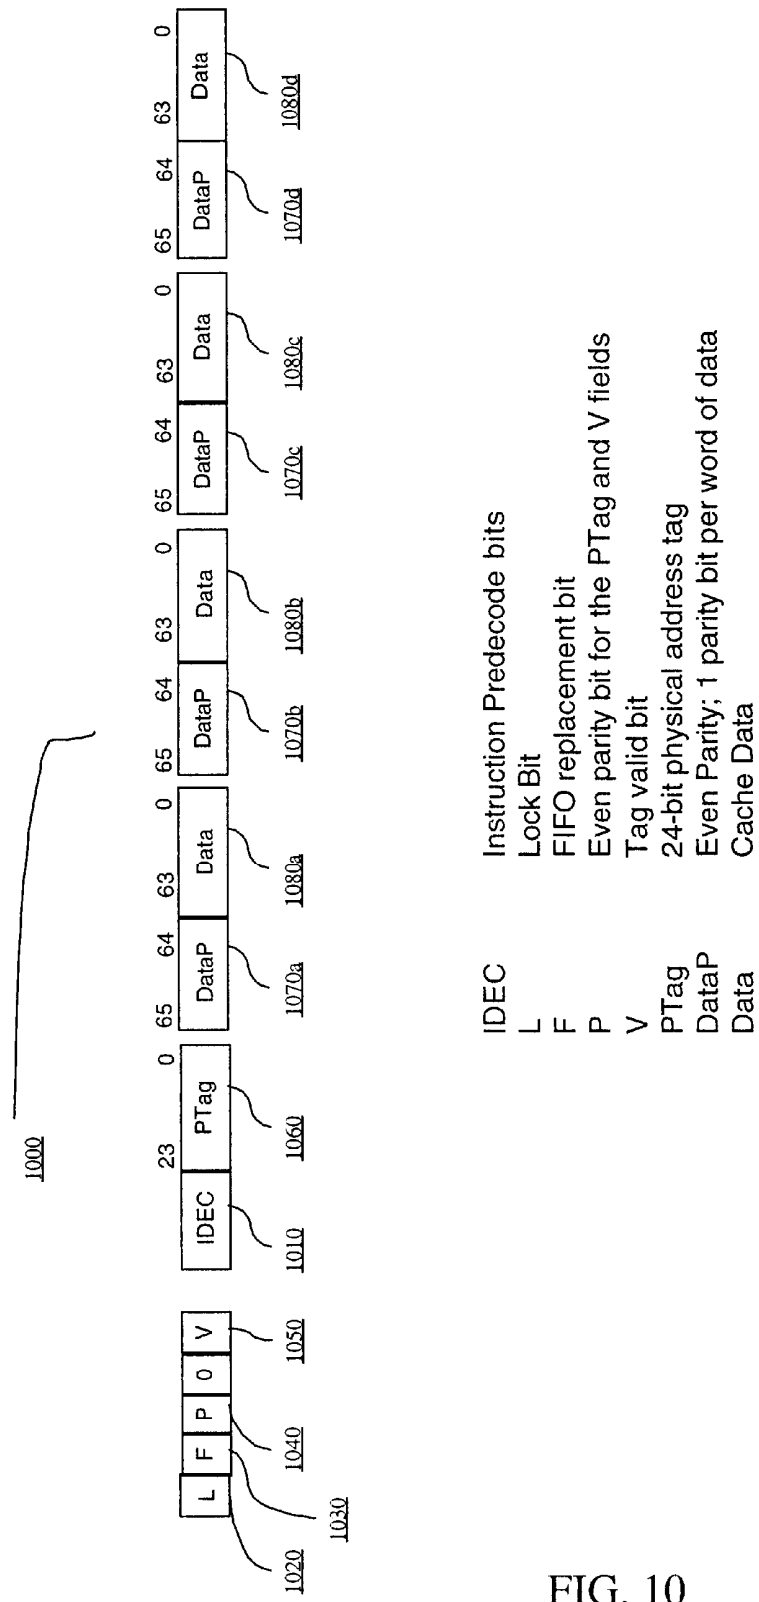 1000
23 0 65 64 63 0 65 64 63 0 65 64 63 0 65 64 63 0
L F P 0 V IDEC PTag DataP Data DataP Data DataP Data DataP Data
1020 1030 1040 1050 1010 1060 1070a 1080a 1070b 1080b 1070c 1080c 1070d 1080d
IDEC Instruction Predecode bits
L Lock Bit
F FIFO replacement bit
P Even parity bit for the PTag and V fields
V Tag valid bit
PTag 24-bit physical address tag
DataP Even Parity; 1 parity bit per word of data
Data Cache Data
FIG. 10